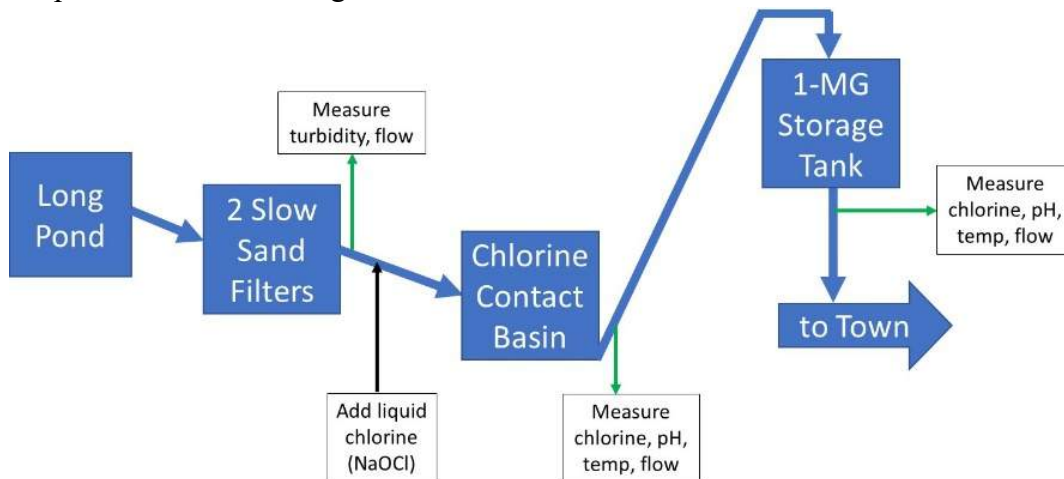 Long
Pond
2 Slow
Sand
Filters
Measure
turbidity, flow
Add liquid
chlorine
(NaOCl)
Chlorine
Contact
Basin
Measure
chlorine, pH,
temp, flow
1-MG
Storage
Tank
Measure
chlorine, pH,
temp, flow
to Town